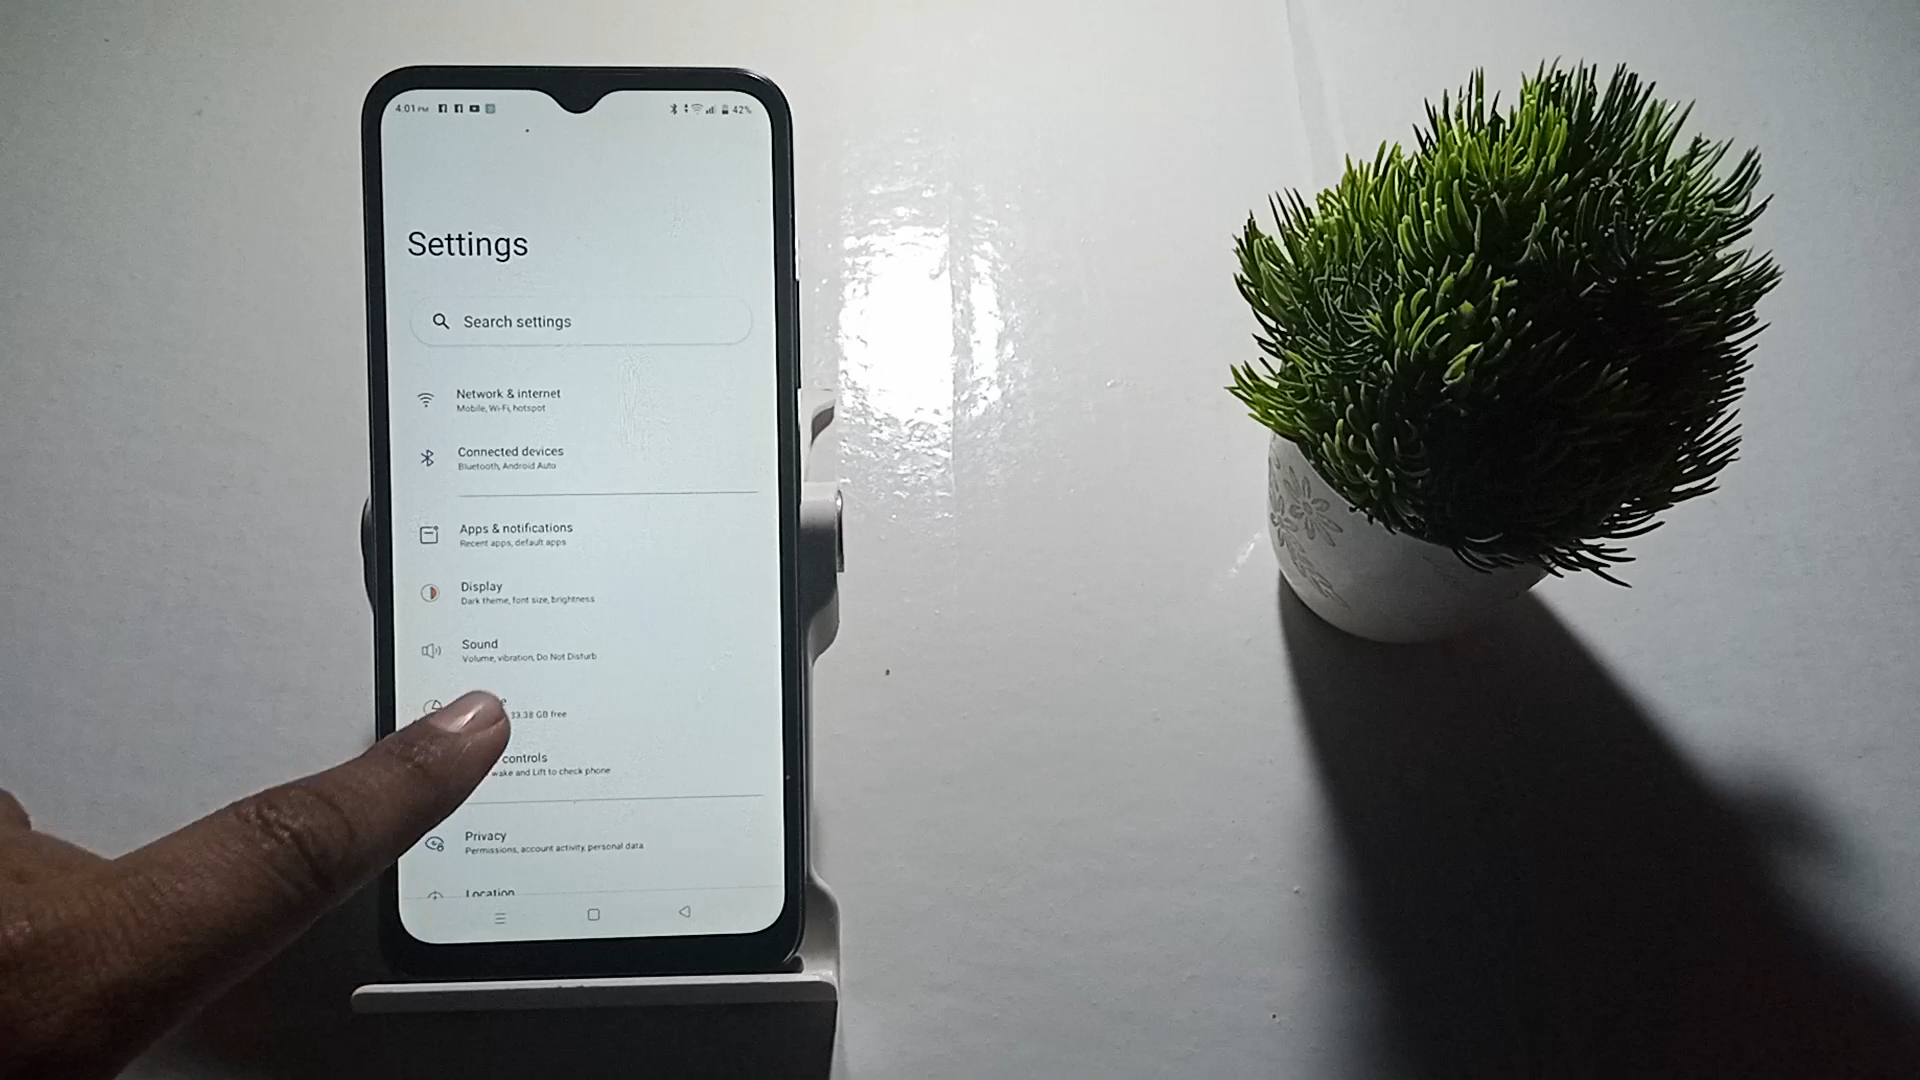 4:01 PM 42%
Settings
Search settings
Network & internet
Mobile, Wi-Fi, hotspot
Connected devices
Bluetooth, Android Auto
Apps & notifications
Recent apps, default apps
Display
Dark theme, font size, brightness
Sound
Volume, vibration, Do Not Disturb
33.38 GB free
controls
wake and Lift to check phone
Privacy
Permissions, account activity, personal data
Location